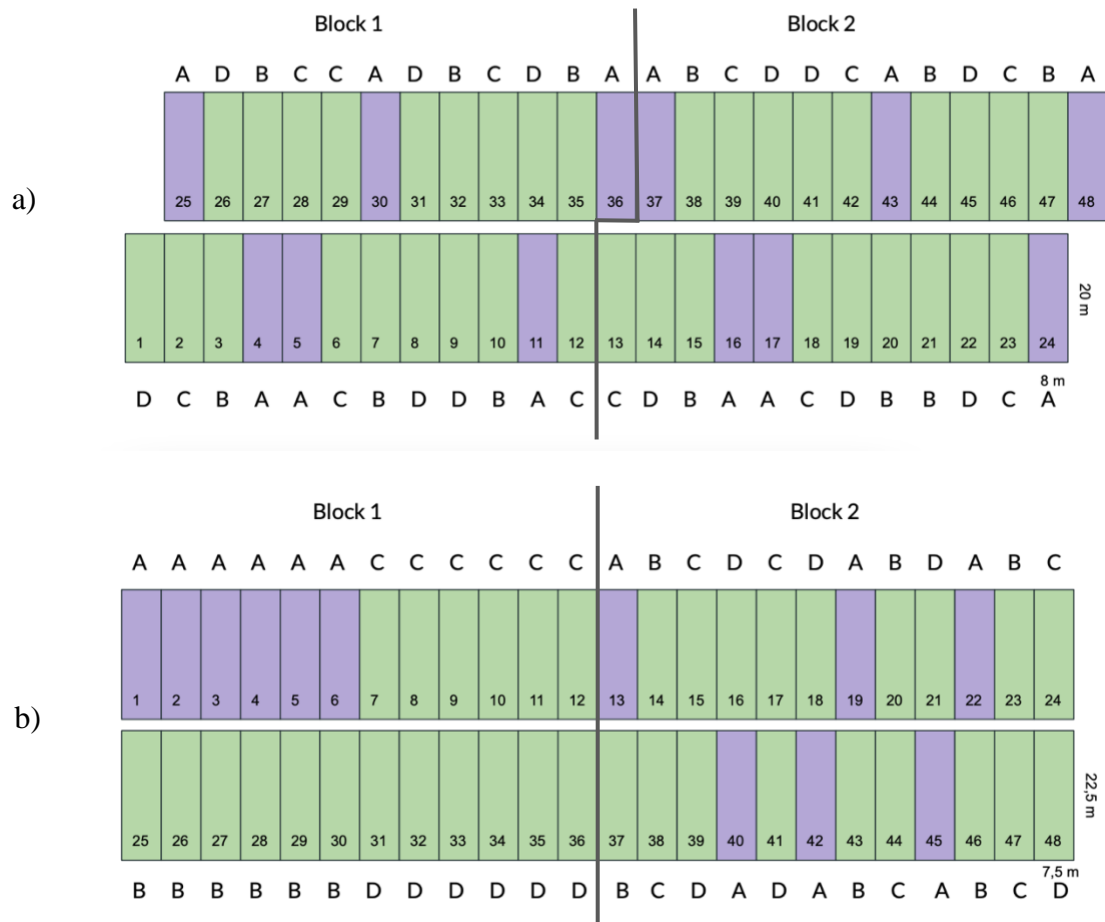 Block 1 Block 2
A D B C C A D B C D B A A B C D D C A B D C B A
a)
25 26 27 28 29 30 31 32 33 34 35 36 37 38 39 40 41 42 43 44 45 46 47 48
20 m
1 2 3 4 5 6 7 8 9 10 11 12 13 14 15 16 17 18 19 20 21 22 23 24
8 m
D C B A A C B D D B A C C D B A A C D B B D C A
Block 1 Block 2
A A A A A A C C C C C C A B C D C D A B D A B C
1 2 3 4 5 6 7 8 9 10 11 12 13 14 15 16 17 18 19 20 21 22 23 24
b)
22,5 m
25 26 27 28 29 30 31 32 33 34 35 36 37 38 39 40 41 42 43 44 45 46 47 48
7,5 m
B B B B B B D D D D D D B C D A D A B C A B C D